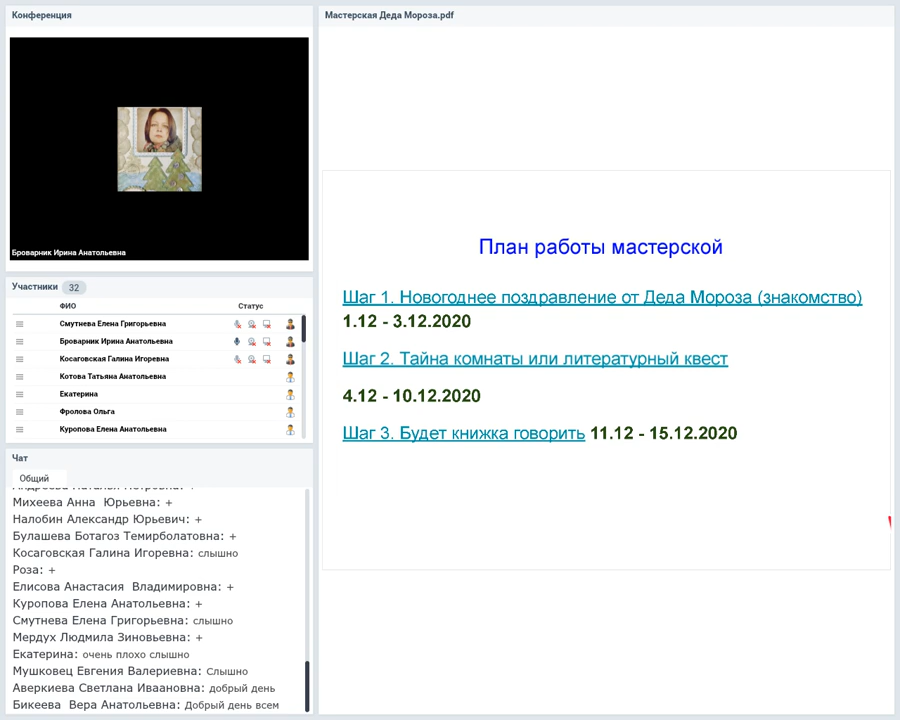 Конференция
Броварник Ирина Анатольевна
Участники 32
ФИО Статус
Смутнева Елена Григорьевна
Броварник Ирина Анатольевна
Косаговская Галина Игоревна
Котова Татьяна Анатольевна
Екатерина
Фролова Ольга
Куропова Елена Анатольевна
Чат
Общий
Михеева Анна Юрьевна: +
Налобин Александр Юрьевич: +
Булашева Ботагоз Темирболатовна: +
Косаговская Галина Игоревна: слышно
Роза: +
Елисова Анастасия Владимировна: +
Куропова Елена Анатольевна: +
Смутнева Елена Григорьевна: слышно
Мердух Людмила Зиновьевна: +
Екатерина: очень плохо слышно
Мушковец Евгения Валериевна: Слышно
Аверкиева Светлана Иваановна: добрый день
Бикеева Вера Анатольевна: Добрый день всем
Мастерская Деда Мороза.pdf
План работы мастерской
Шаг 1. Новогоднее поздравление от Деда Мороза (знакомство)
1.12 - 3.12.2020
Шаг 2. Тайна комнаты или литературный квест
4.12 - 10.12.2020
Шаг 3. Будет книжка говорить 11.12 - 15.12.2020